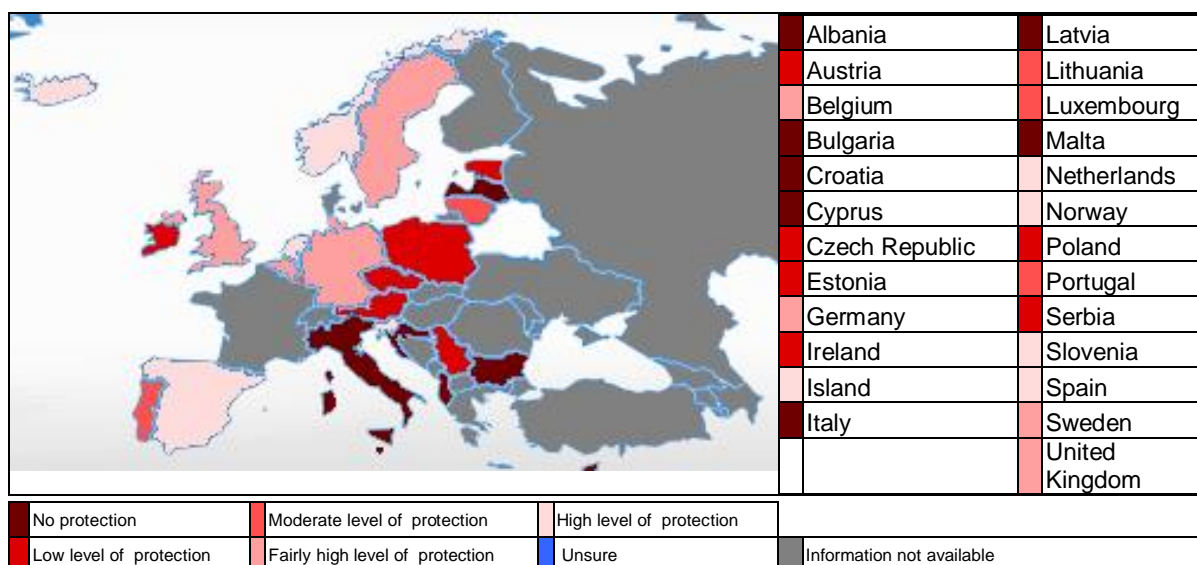 Albania Latvia
Austria Lithuania
Belgium Luxembourg
Bulgaria Malta
Croatia Netherlands
Cyprus Norway
Czech Republic Poland
Estonia Portugal
Germany Serbia
Ireland Slovenia
Island Spain
Italy Sweden
United
Kingdom
No protection Moderate level of protection High level of protection
Low level of protection Fairly high level of protection Unsure Information not available